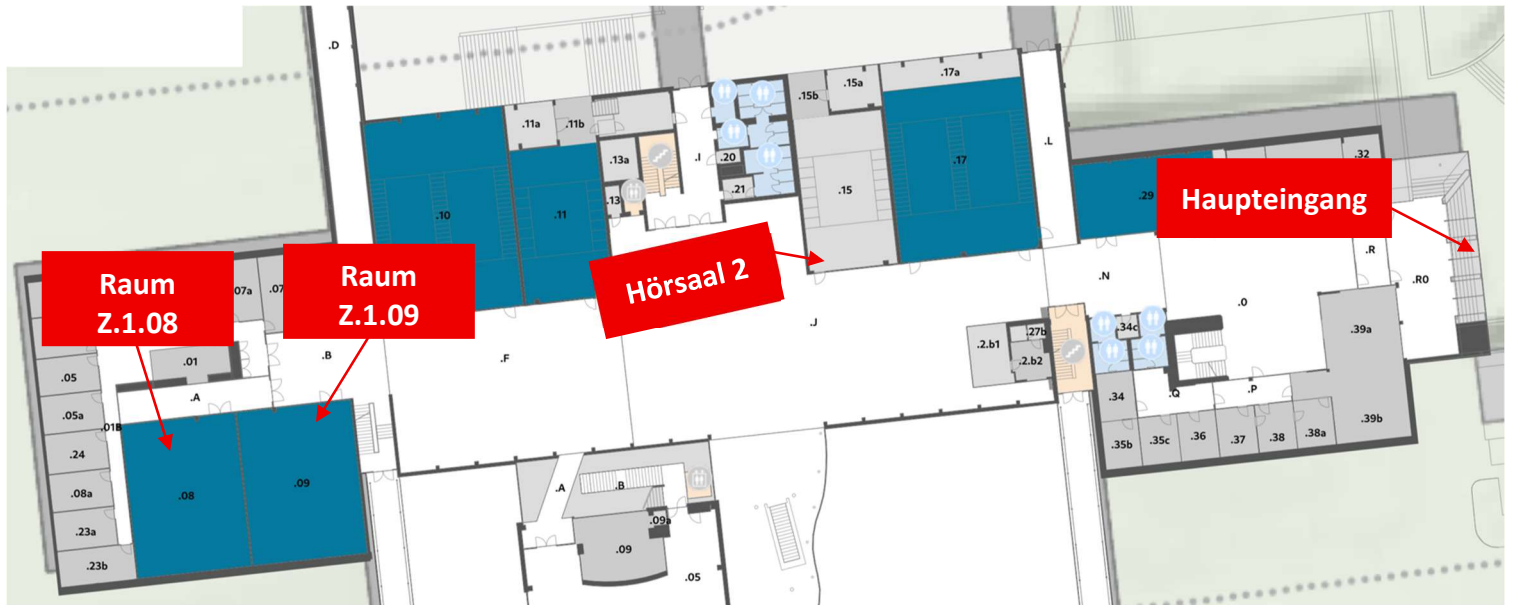 .D
.17a
.15a
.15b
.11a
.11b
.L
.I
.20
.21
.13a
.13
.32
.17
.15
.29
.10
.11
Haupteingang
Raum
Z.1.08
Raum
Z.1.09
Hörsaal 2
.R
.R0
.N
.O
.J
.F
.B
07a
.07
.01
.A
.05
.05a
.01B
.24
.08a
.23a
.23b
.08
.09
.2.b1
.27b
.2.b2
.34c
.39a
.34
.Q
.P
.35b
.35c
.36
.37
.38
.38a
.39b
.A
.B
.09a
.09
.05